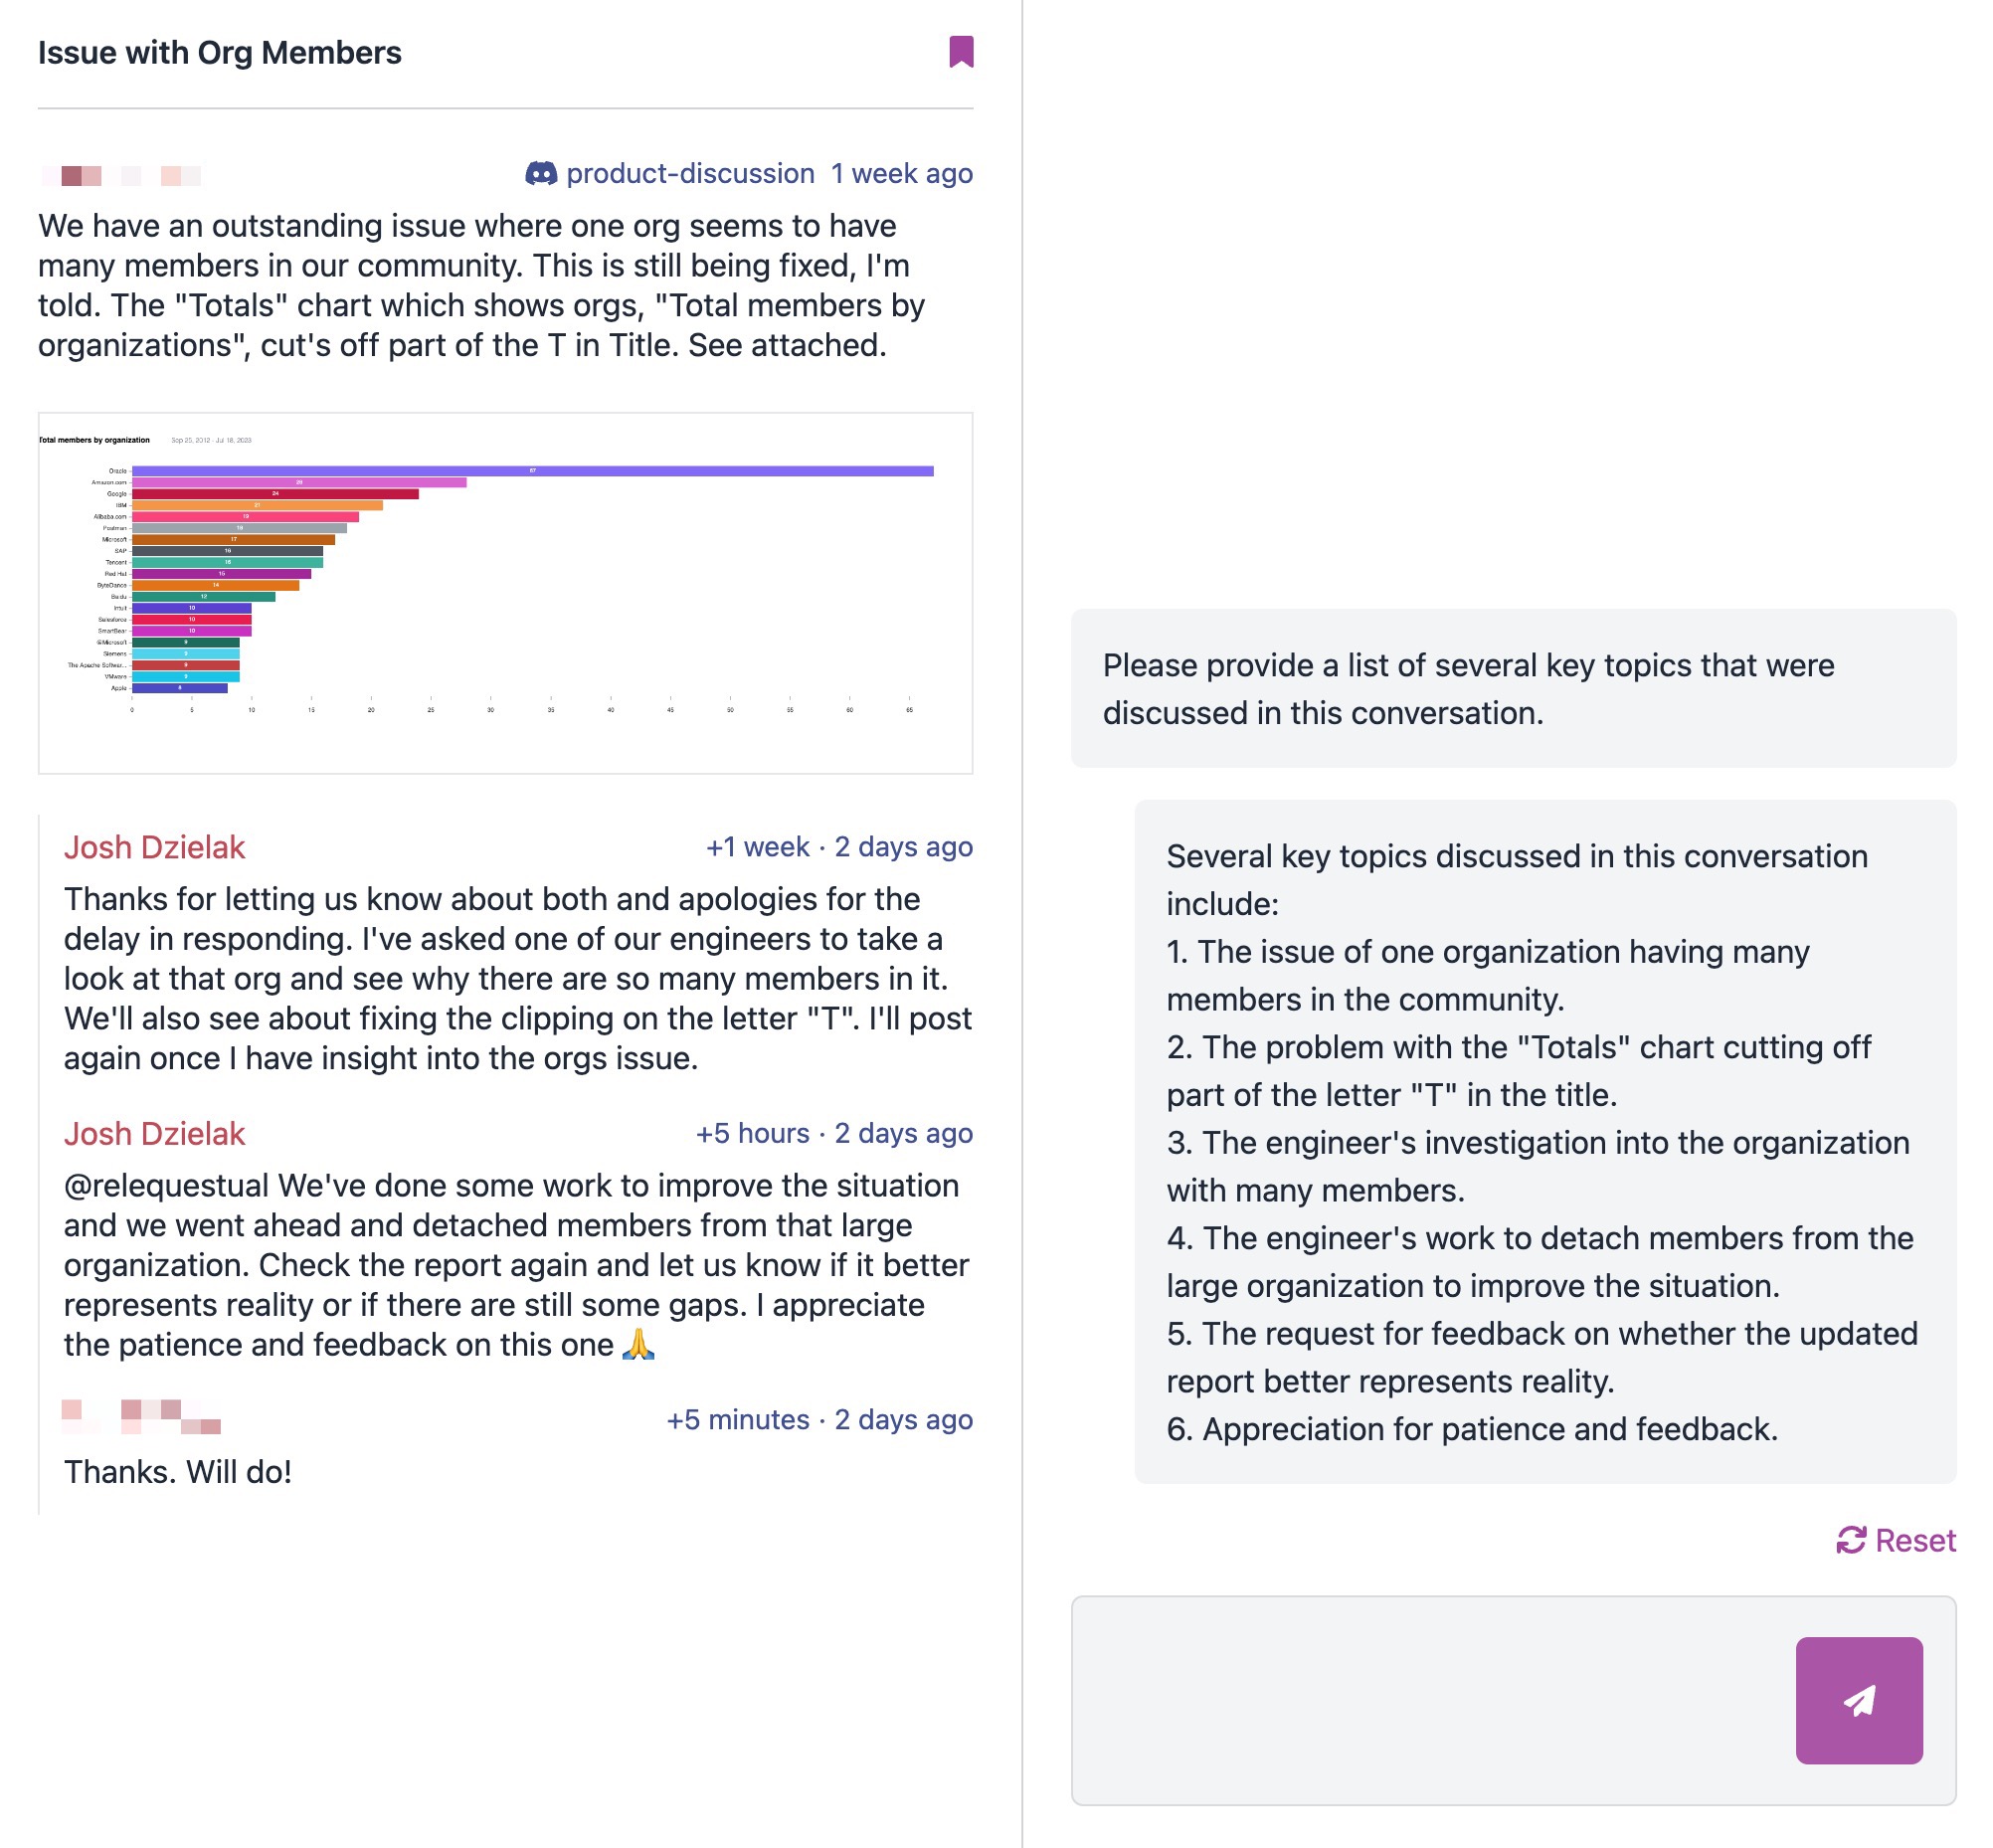 Issue with Org Members
product-discussion 1 week ago
We have an outstanding issue where one org seems to have
many members in our community. This is still being fixed, I'm
told. The "Totals" chart which shows orgs, "Total members by
organizations", cut's off part of the T in Title. See attached.
Total members by organization Sep 25, 2012 - Jul 18, 2023
Oracle 67
Amazon.com 28
Google 24
IBM 21
Alibaba.com 19
Postman 18
Microsoft 17
SAP 16
Tencent 16
Red Hat 15
ByteDance 14
Baidu 12
Intuit 10
Salesforce 10
SmartBear 10
@Microsoft 9
Siemens 9
The Apache Softwar... 9
VMware 9
Apple 8
0 5 10 15 20 25 30 35 40 45 50 55 60 65
Josh Dzielak +1 week · 2 days ago
Thanks for letting us know about both and apologies for the
delay in responding. I've asked one of our engineers to take a
look at that org and see why there are so many members in it.
We'll also see about fixing the clipping on the letter "T". I'll post
again once I have insight into the orgs issue.
Josh Dzielak +5 hours · 2 days ago
@relequestual We've done some work to improve the situation
and we went ahead and detached members from that large
organization. Check the report again and let us know if it better
represents reality or if there are still some gaps. I appreciate
the patience and feedback on this one 🙏
+5 minutes · 2 days ago
Thanks. Will do!
Please provide a list of several key topics that were
discussed in this conversation.
Several key topics discussed in this conversation
include:
1. The issue of one organization having many
members in the community.
2. The problem with the "Totals" chart cutting off
part of the letter "T" in the title.
3. The engineer's investigation into the organization
with many members.
4. The engineer's work to detach members from the
large organization to improve the situation.
5. The request for feedback on whether the updated
report better represents reality.
6. Appreciation for patience and feedback.
Reset